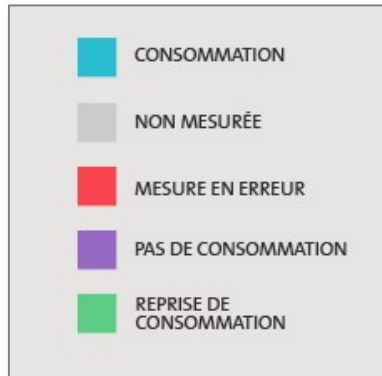 CONSOMMATION
NON MESURÉE
MESURE EN ERREUR
PAS DE CONSOMMATION
REPRISE DE
CONSOMMATION